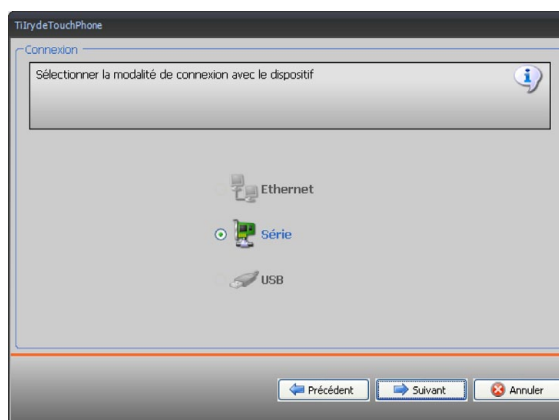 TiIrydeTouchPhone
Connexion
Sélectionner la modalité de connexion avec le dispositif
Ethernet
Série
USB
Précédent
Suivant
Annuler